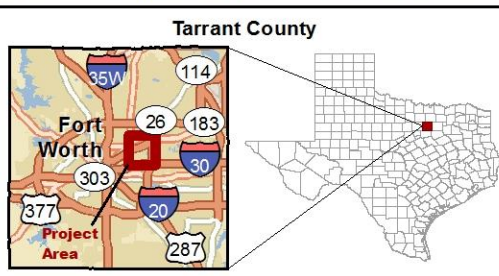 Tarrant County
35W
114
Fort
Worth
26
183
30
303
377
20
Project
Area
287